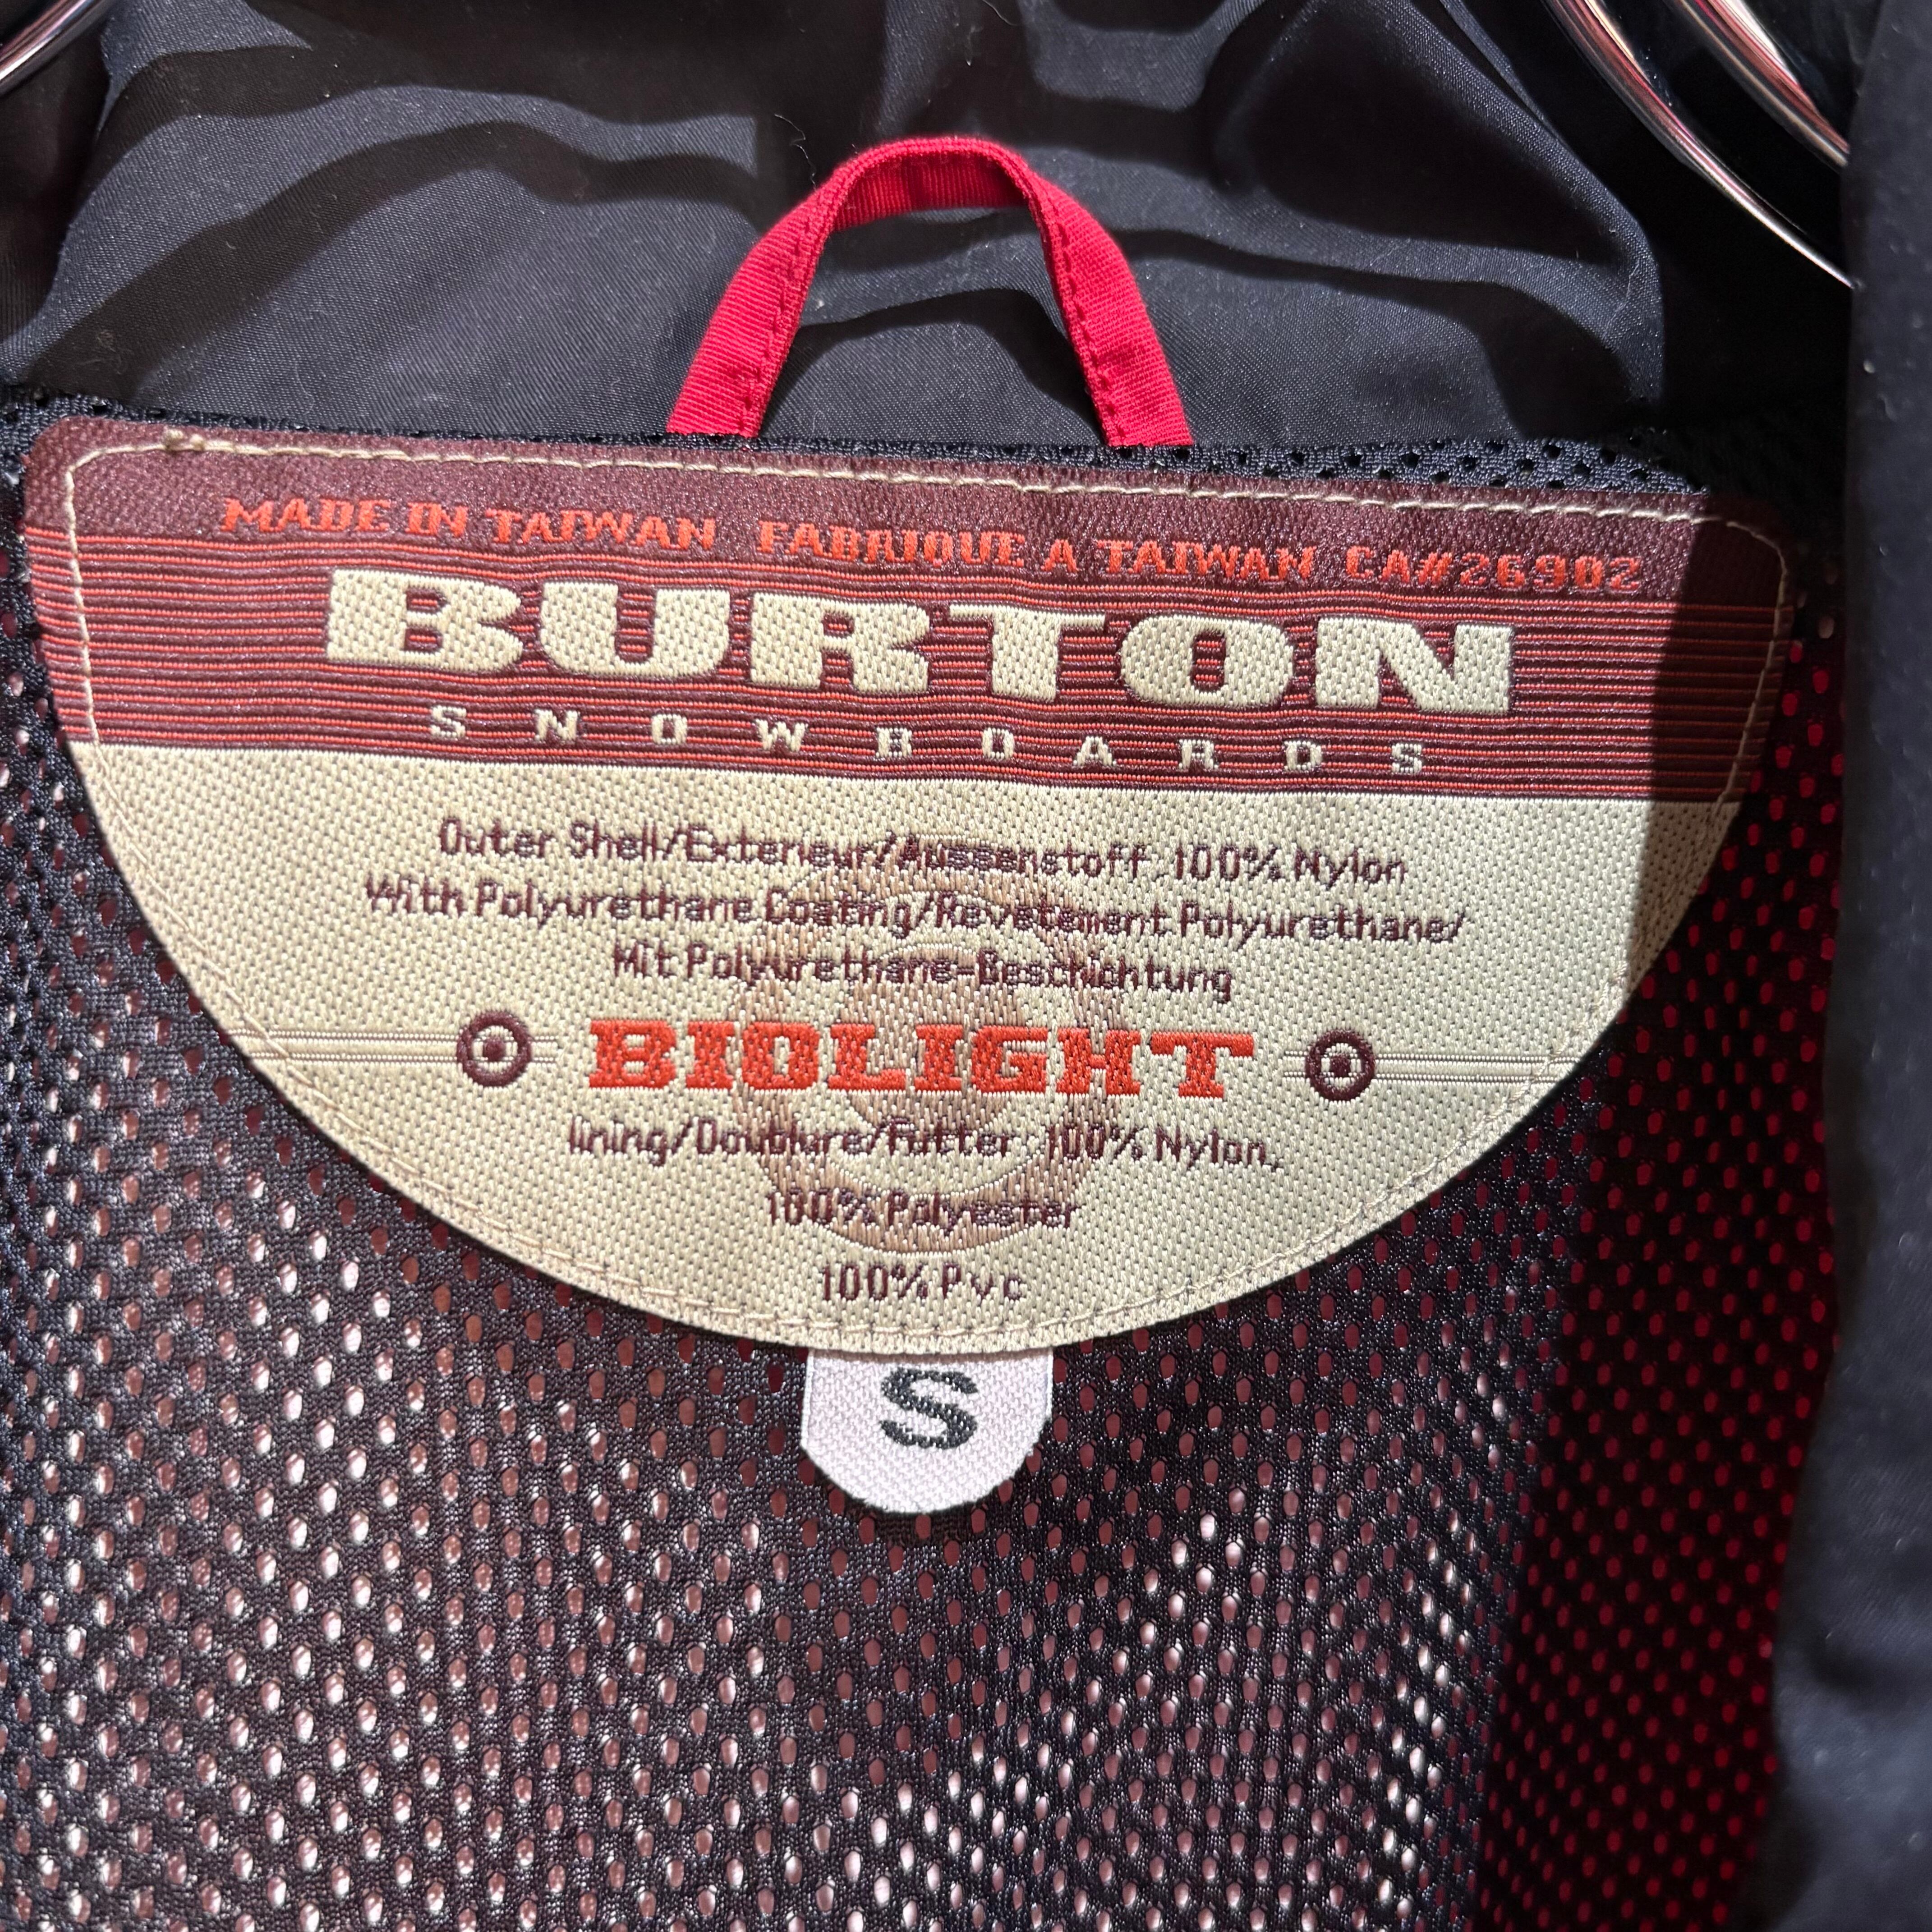 MADE IN TAIWAN FABRIQUE A TAIWAN CA#26902
BURTON
SNOWBOARDS
Outer Shell/Exterieur/Aussenstoff, 100% Nylon
With Polyurethane Coating/Revetement Polyurethane/
Mit Polyurethane-Beschichtung
BIOLIGHT
lining/Doublure/Futter: 100% Nylon,
100% Polyester
100% Pvc
S